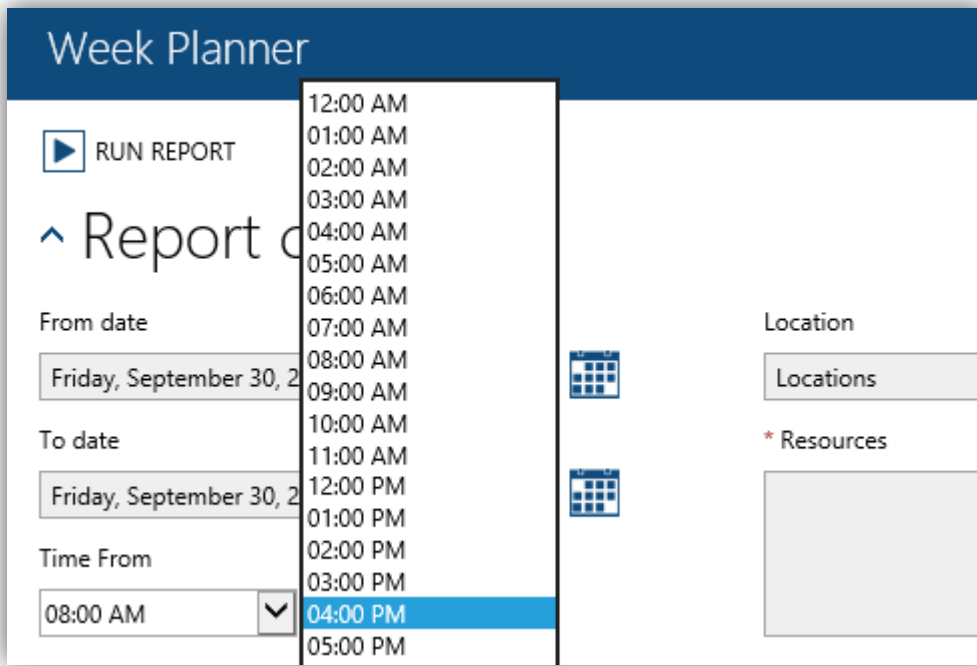 Week Planner
RUN REPORT
Report
From date
Friday, September 30, 2
To date
Friday, September 30, 2
Time From
08:00 AM
12:00 AM
01:00 AM
02:00 AM
03:00 AM
04:00 AM
05:00 AM
06:00 AM
07:00 AM
08:00 AM
09:00 AM
10:00 AM
11:00 AM
12:00 PM
01:00 PM
02:00 PM
03:00 PM
04:00 PM
05:00 PM
Location
Locations
* Resources